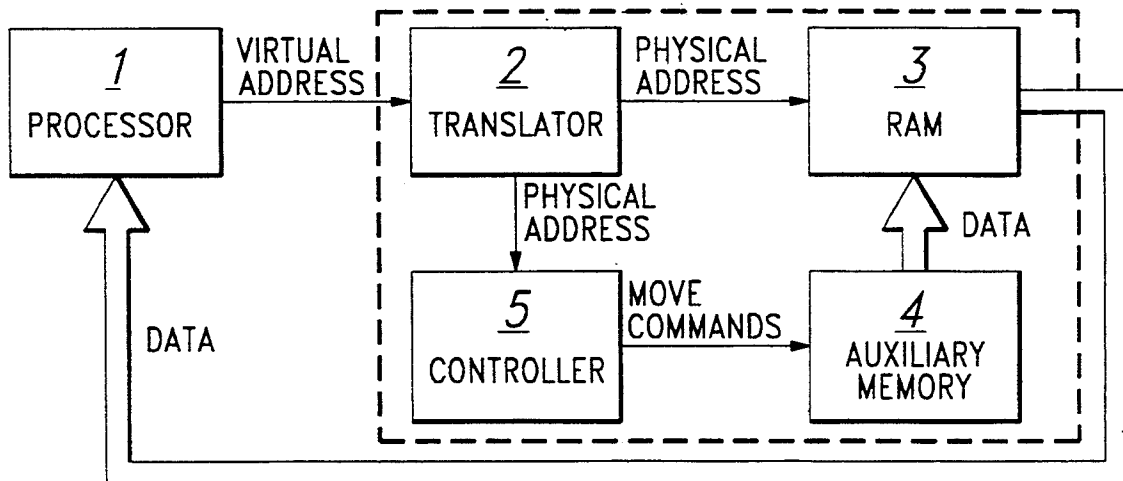 1
PROCESSOR
VIRTUAL
ADDRESS
2
TRANSLATOR
PHYSICAL
ADDRESS
3
RAM
PHYSICAL
ADDRESS
DATA
5
CONTROLLER
MOVE
COMMANDS
4
AUXILIARY
MEMORY
DATA